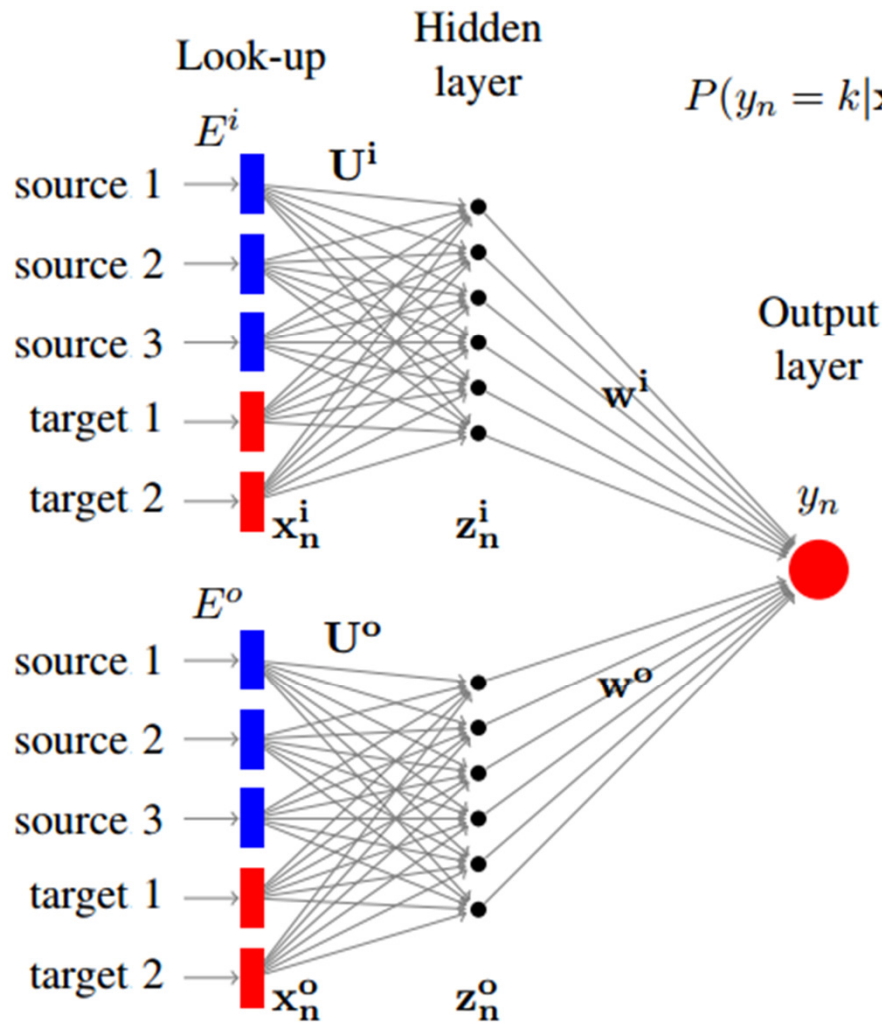 Look-up
Hidden
layer
P(y_n = k|x
E^i
U^i
source 1
source 2
source 3
target 1
target 2
x_n^i
z_n^i
w^i
Output
layer
y_n
E^o
U^o
source 1
source 2
source 3
target 1
target 2
x_n^o
z_n^o
w^o